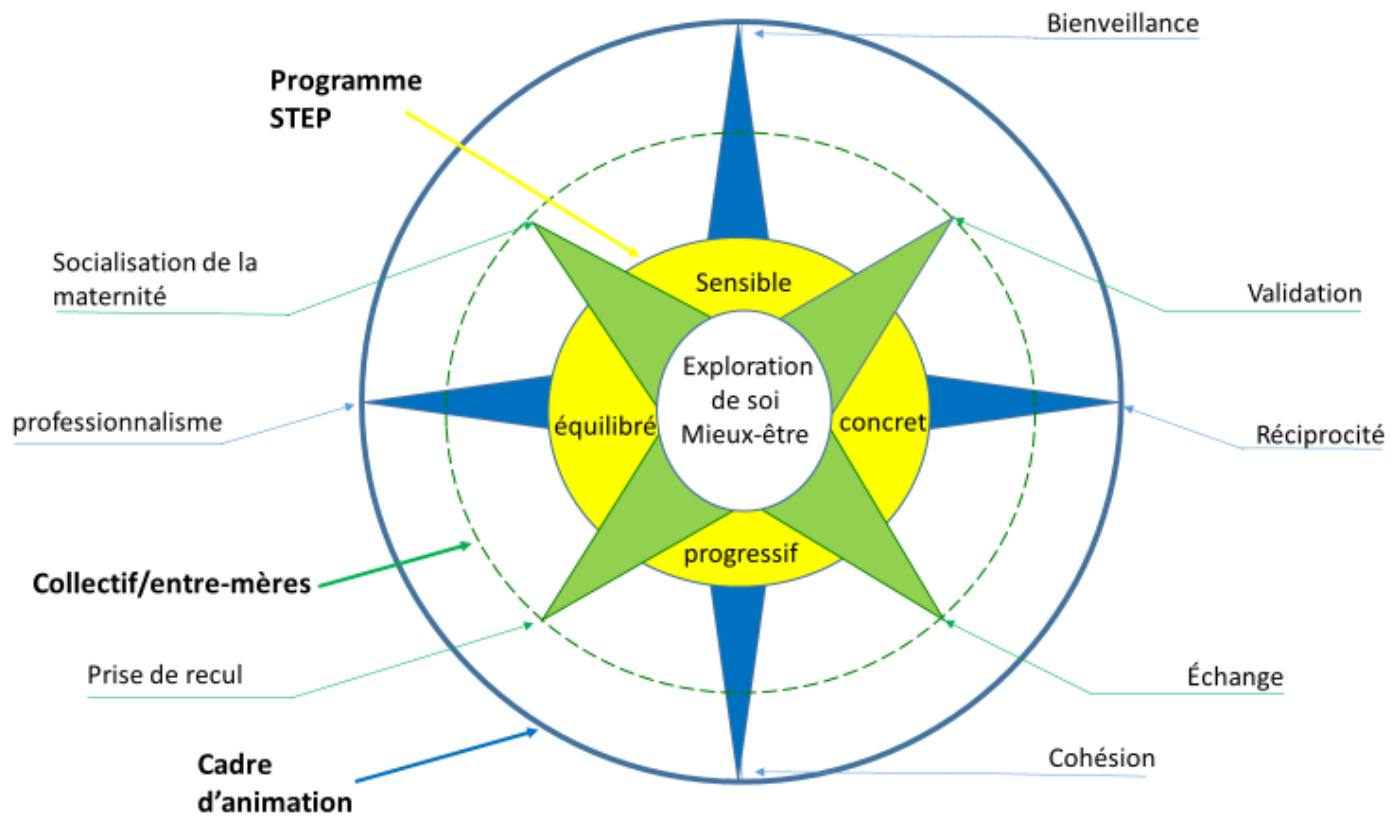 Bienveillance
Programme
STEP
Socialisation de la
maternité
Sensible
Validation
Exploration
de soi
Mieux-être
professionnalisme
équilibré
concret
Réciprocité
progressif
Collectif/entre-mères
Prise de recul
Échange
Cadre
d’animation
Cohésion